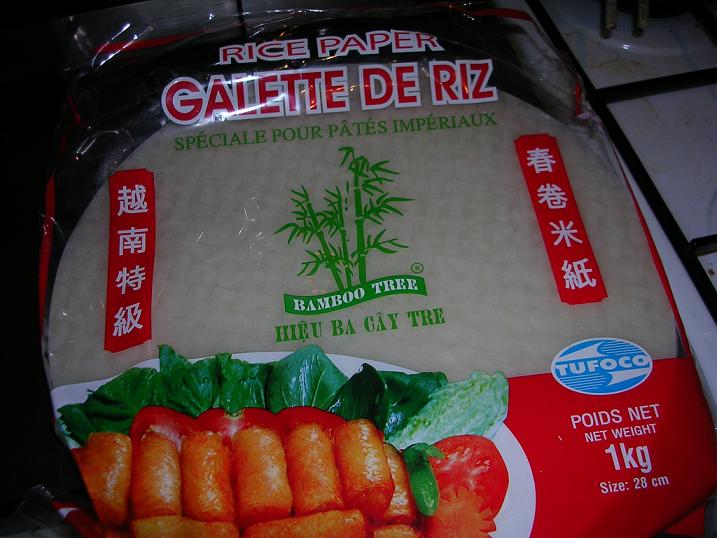 RICE PAPER
GALETTE DE RIZ
SPÉCIALE POUR PÂTÉS IMPÉRIAUX
越南特級
春卷米紙
BAMBOO TREE ®
HIỆU BA CÂY TRE
TUFOCO
POIDS NET
NET WEIGHT
1kg
Size: 28 cm